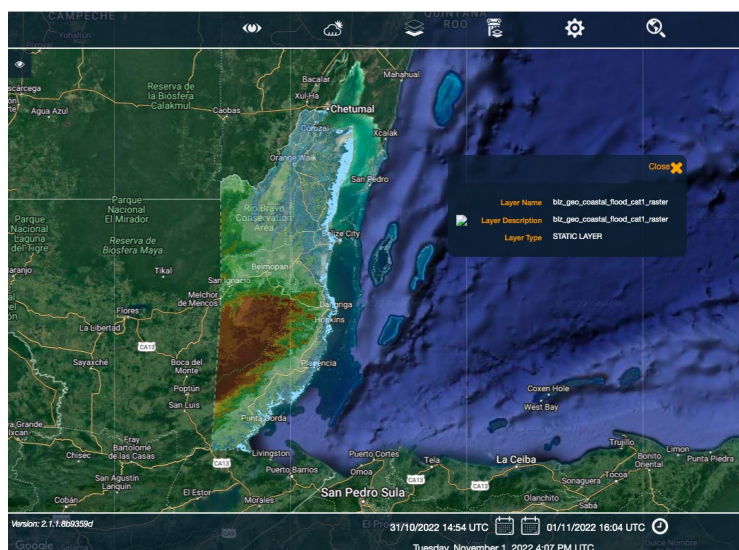 CAMPECHE
QUINTANA
ROO
Yohaltún
Bacalar
Mahahual
Reserva de
la Biósfera
Calakmul
Xul-Ha
Caobas
Chetumal
Agua Azul
Corozal
Xcalak
Orange Walk
San Pedro
Close
Layer Name blz_geo_coastal_flood_cat1_raster
Layer Description blz_geo_coastal_flood_cat1_raster
Layer Type STATIC LAYER
Parque
Nacional
El Mirador
Rio Bravo
Conservation
Area
Parque
Nacional
Laguna
del Tigre
Reserva de
Biosfera Maya
Belize City
Belmopan
Tikal
San Ignacio
Melchor
de Mencos
Flores
Dangriga
Hopkins
La Libertad
CA13
Sayaxché
Boca del
Monte
Placencia
Poptún
San Luis
Coxen Hole
West Bay
Punta Gorda
Fray
Bartolomé
de las Casas
Chisec
Livingston
Puerto Cortes
Tela
La Ceiba
Trujillo
Limon
Bonito
Oriental
Punta Piedra
CA13
Puerto Barrios
Omoa
Tocoa
Sonaguera
San Agustin
Lanquin
CA13
CA13
El Estor
San Pedro Sula
Olanchito
Cobán
Morales
Sabá
Version: 2.1.1.8b9359d
31/10/2022 14:54 UTC 01/11/2022 16:04 UTC
Tuesday, November 1, 2022 4:07 PM UTC
Google